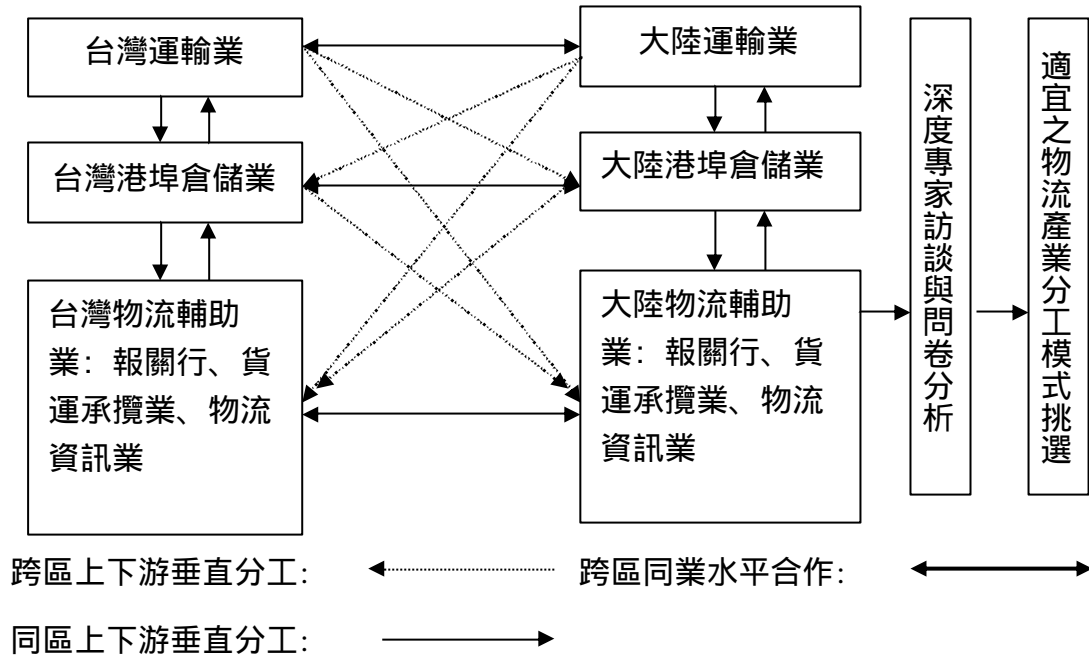 台灣運輸業
大陸運輸業
台灣港埠倉儲業
大陸港埠倉儲業
台灣物流輔助
業：報關行、貨
運承攬業、物流
資訊業
大陸物流輔助
業：報關行、貨
運承攬業、物流
資訊業
深度專家訪談與問卷分析
適宜之物流產業分工模式挑選
跨區上下游垂直分工：
跨區同業水平合作：
同區上下游垂直分工：